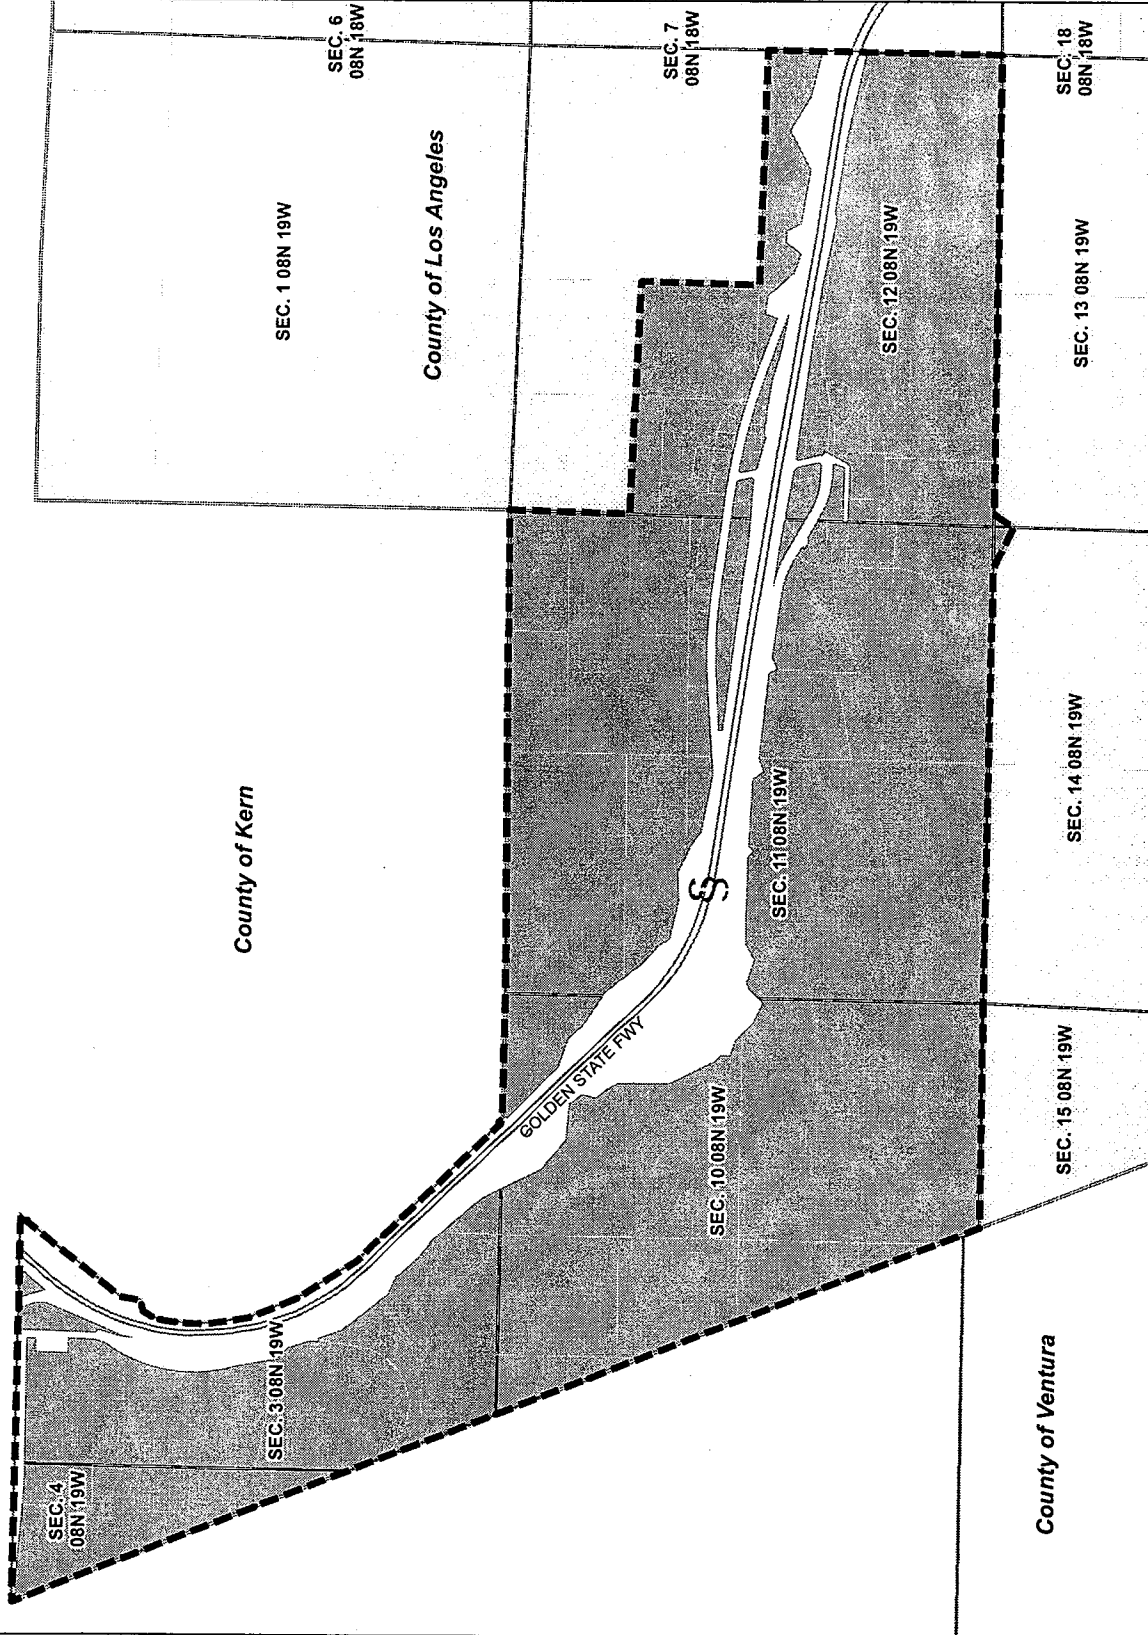 SEC. 6
08N 18W
SEC. 7
08N 18W
SEC. 18
08N 18W
SEC. 1 08N 19W
County of Los Angeles
SEC. 12 08N 19W
SEC. 13 08N 19W
County of Kern
SEC. 11 08N 19W
SEC. 14 08N 19W
GOLDEN STATE FWY
SEC. 10 08N 19W
SEC. 15 08N 19W
SEC. 3 08N 19W
SEC. 4
08N 19W
County of Ventura